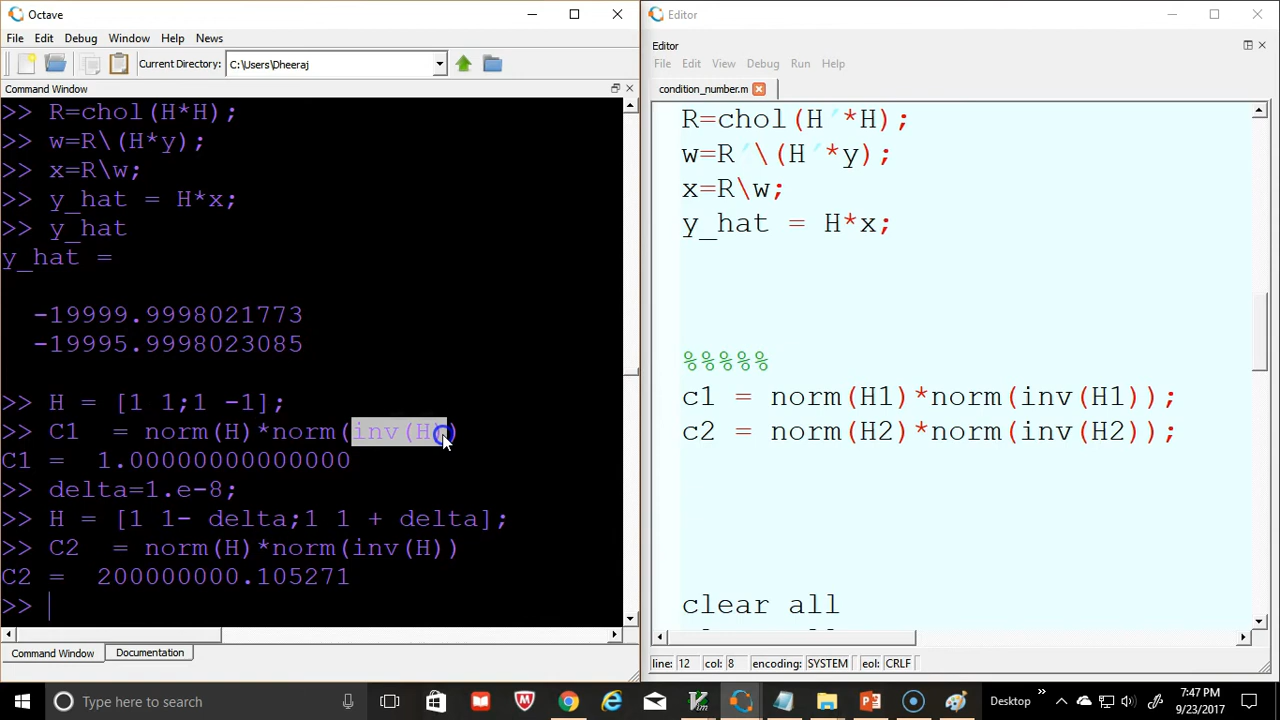 Octave
File Edit Debug Window Help News
Current Directory: C:\Users\Dheeraj
Command Window
>> R=chol(H*H);
>> w=R\(H*y);
>> x=R\w;
>> y_hat = H*x;
>> y_hat
y_hat =
-19999.9998021773
-19995.9998023085
>> H = [1 1;1 -1];
>> C1 = norm(H)*norm(inv(H))
C1 = 1.00000000000000
>> delta=1.e-8;
>> H = [1 1- delta;1 1 + delta];
>> C2 = norm(H)*norm(inv(H))
C2 = 200000000.105271
>>
Command Window Documentation
Editor
Editor
File Edit View Debug Run Help
condition_number.m
R=chol(H´*H);
w=R´\(H´*y);
x=R\w;
y_hat = H*x;
%%%%%
c1 = norm(H1)*norm(inv(H1));
c2 = norm(H2)*norm(inv(H2));
clear all
line: 12 col: 8 encoding: SYSTEM eol: CRLF
Type here to search
Desktop
7:47 PM
9/23/2017